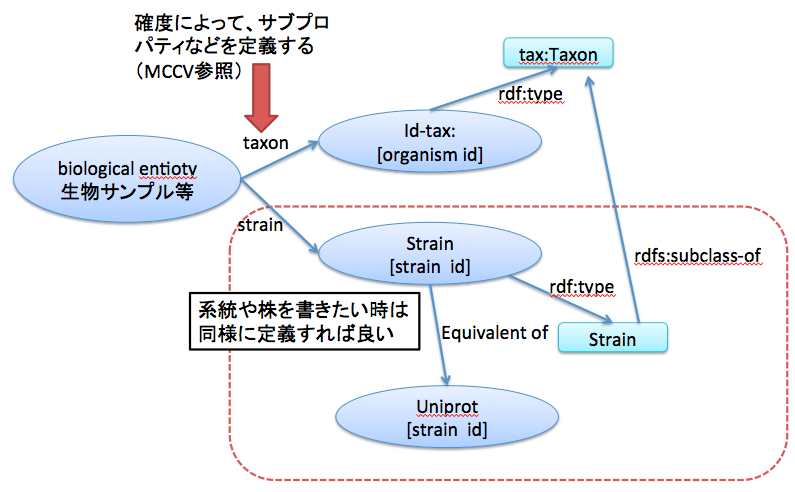 確度によって、サブプロ
パティなどを定義する
（MCCV参照）
tax:Taxon
rdf:type
taxon
Id-tax:
[organism id]
biological entioty
生物サンプル等
strain
Strain
[strain id]
rdfs:subclass-of
rdf:type
系統や株を書きたい時は
同様に定義すれば良い
Equivalent of
Strain
Uniprot
[strain id]